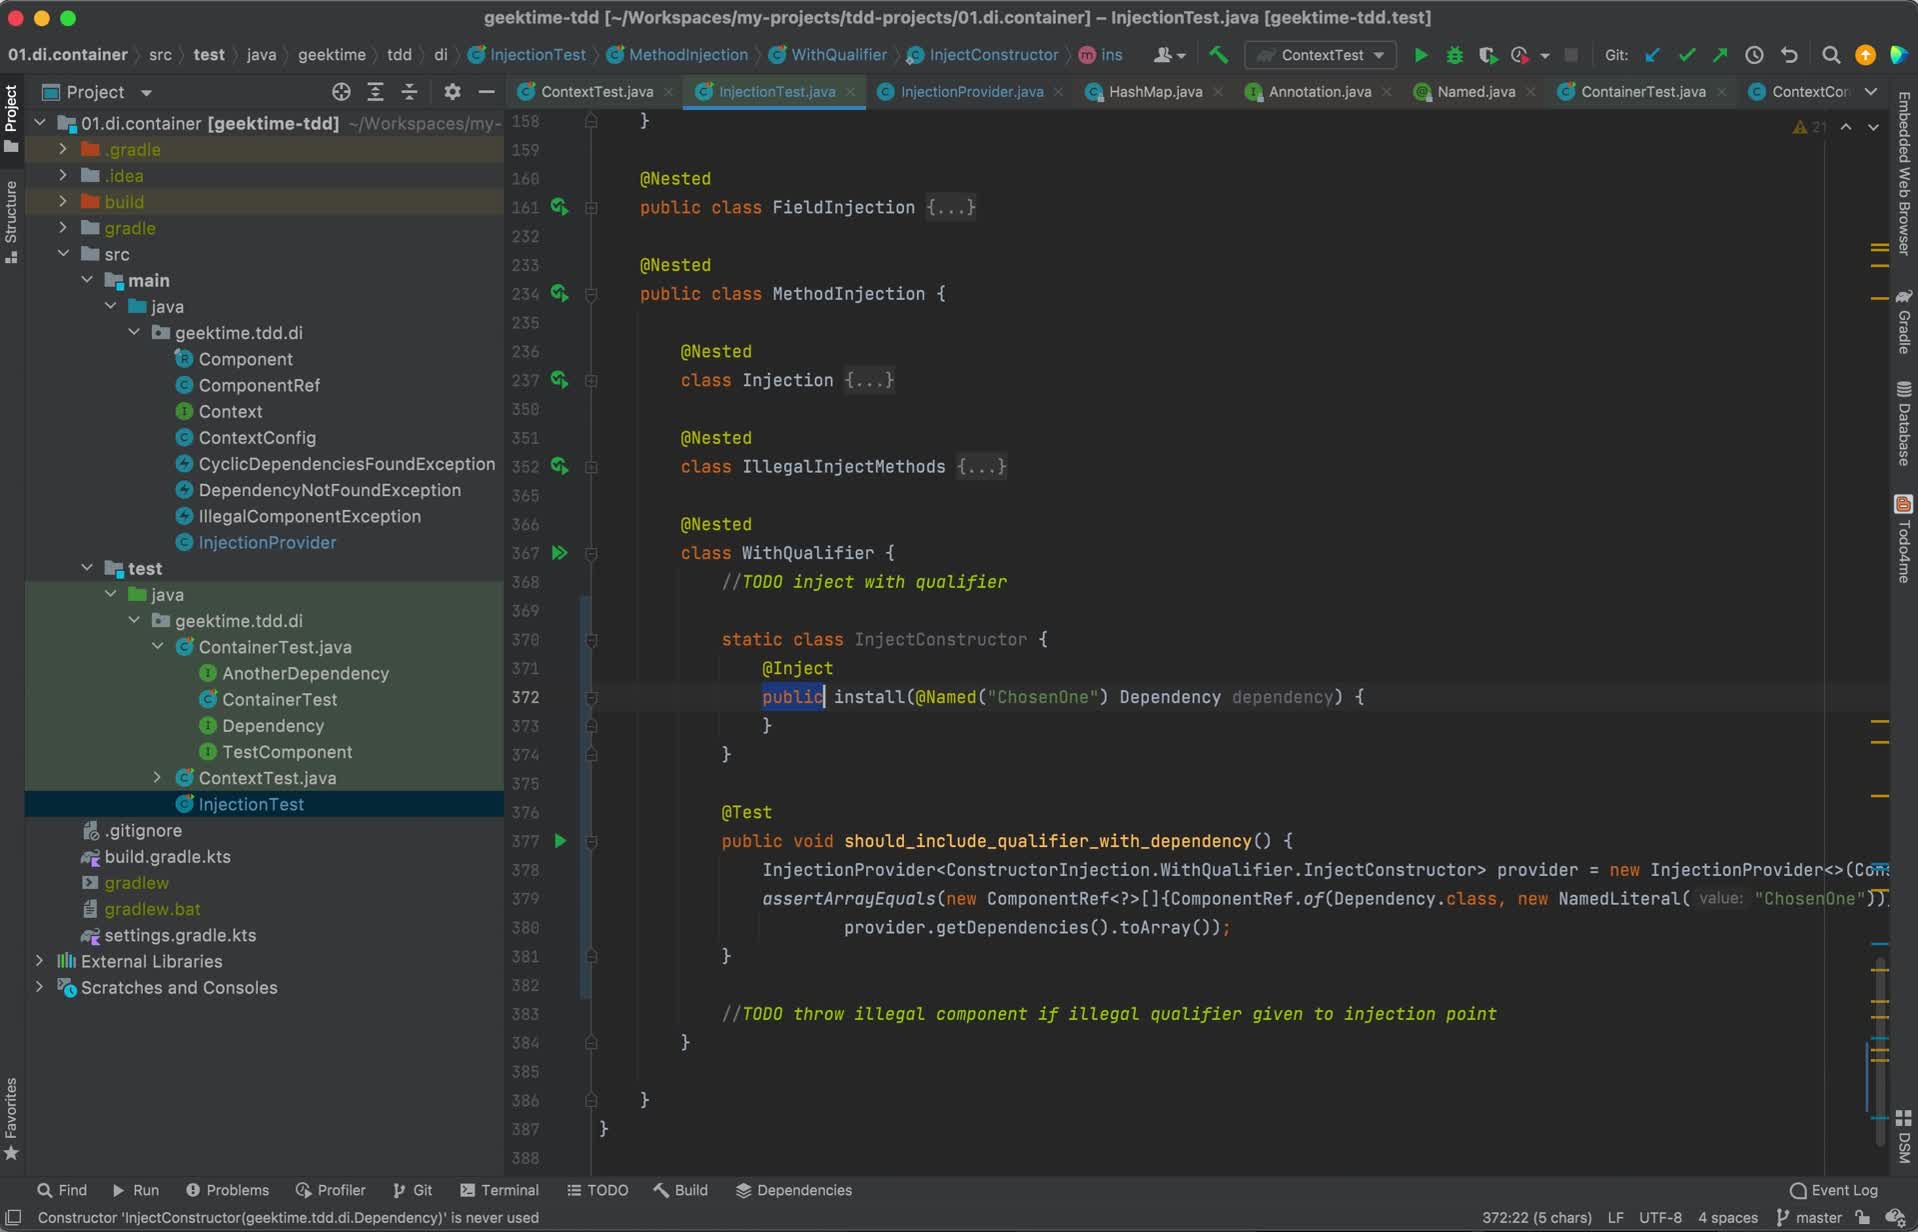 geektime-tdd [~/Workspaces/my-projects/tdd-projects/01.di.container] – InjectionTest.java [geektime-tdd.test]
01.di.container src test java geektime tdd di InjectionTest MethodInjection WithQualifier InjectConstructor ins ContextTest Git:
Project ContextTest.java InjectionTest.java InjectionProvider.java HashMap.java Annotation.java Named.java ContainerTest.java ContextCon
01.di.container [geektime-tdd] ~/Workspaces/my-
.gradle
.idea
build
gradle
src
main
java
geektime.tdd.di
Component
ComponentRef
Context
ContextConfig
CyclicDependenciesFoundException
DependencyNotFoundException
IllegalComponentException
InjectionProvider
test
java
geektime.tdd.di
ContainerTest.java
AnotherDependency
ContainerTest
Dependency
TestComponent
ContextTest.java
InjectionTest
.gitignore
build.gradle.kts
gradlew
gradlew.bat
settings.gradle.kts
External Libraries
Scratches and Consoles
158 }
159
160 @Nested
161 public class FieldInjection {...}
232
233 @Nested
234 public class MethodInjection {
235
236 @Nested
237 class Injection {...}
350
351 @Nested
352 class IllegalInjectMethods {...}
365
366 @Nested
367 class WithQualifier {
368 //TODO inject with qualifier
369
370 static class InjectConstructor {
371 @Inject
372 public install(@Named("ChosenOne") Dependency dependency) {
373 }
374 }
375
376 @Test
377 public void should_include_qualifier_with_dependency() {
378 InjectionProvider<ConstructorInjection.WithQualifier.InjectConstructor> provider = new InjectionProvider<>(Cons
379 assertArrayEquals(new ComponentRef<?>[]{ComponentRef.of(Dependency.class, new NamedLiteral( value: "ChosenOne"))
380 provider.getDependencies().toArray());
381 }
382
383 //TODO throw illegal component if illegal qualifier given to injection point
384 }
385
386 }
387 }
388
21
Project
Structure
Favorites
Embedded Web Browser
Gradle
Database
Todo4me
DSM
Find Run Problems Profiler Git Terminal TODO Build Dependencies Event Log
Constructor 'InjectConstructor(geektime.tdd.di.Dependency)' is never used 372:22 (5 chars) LF UTF-8 4 spaces master